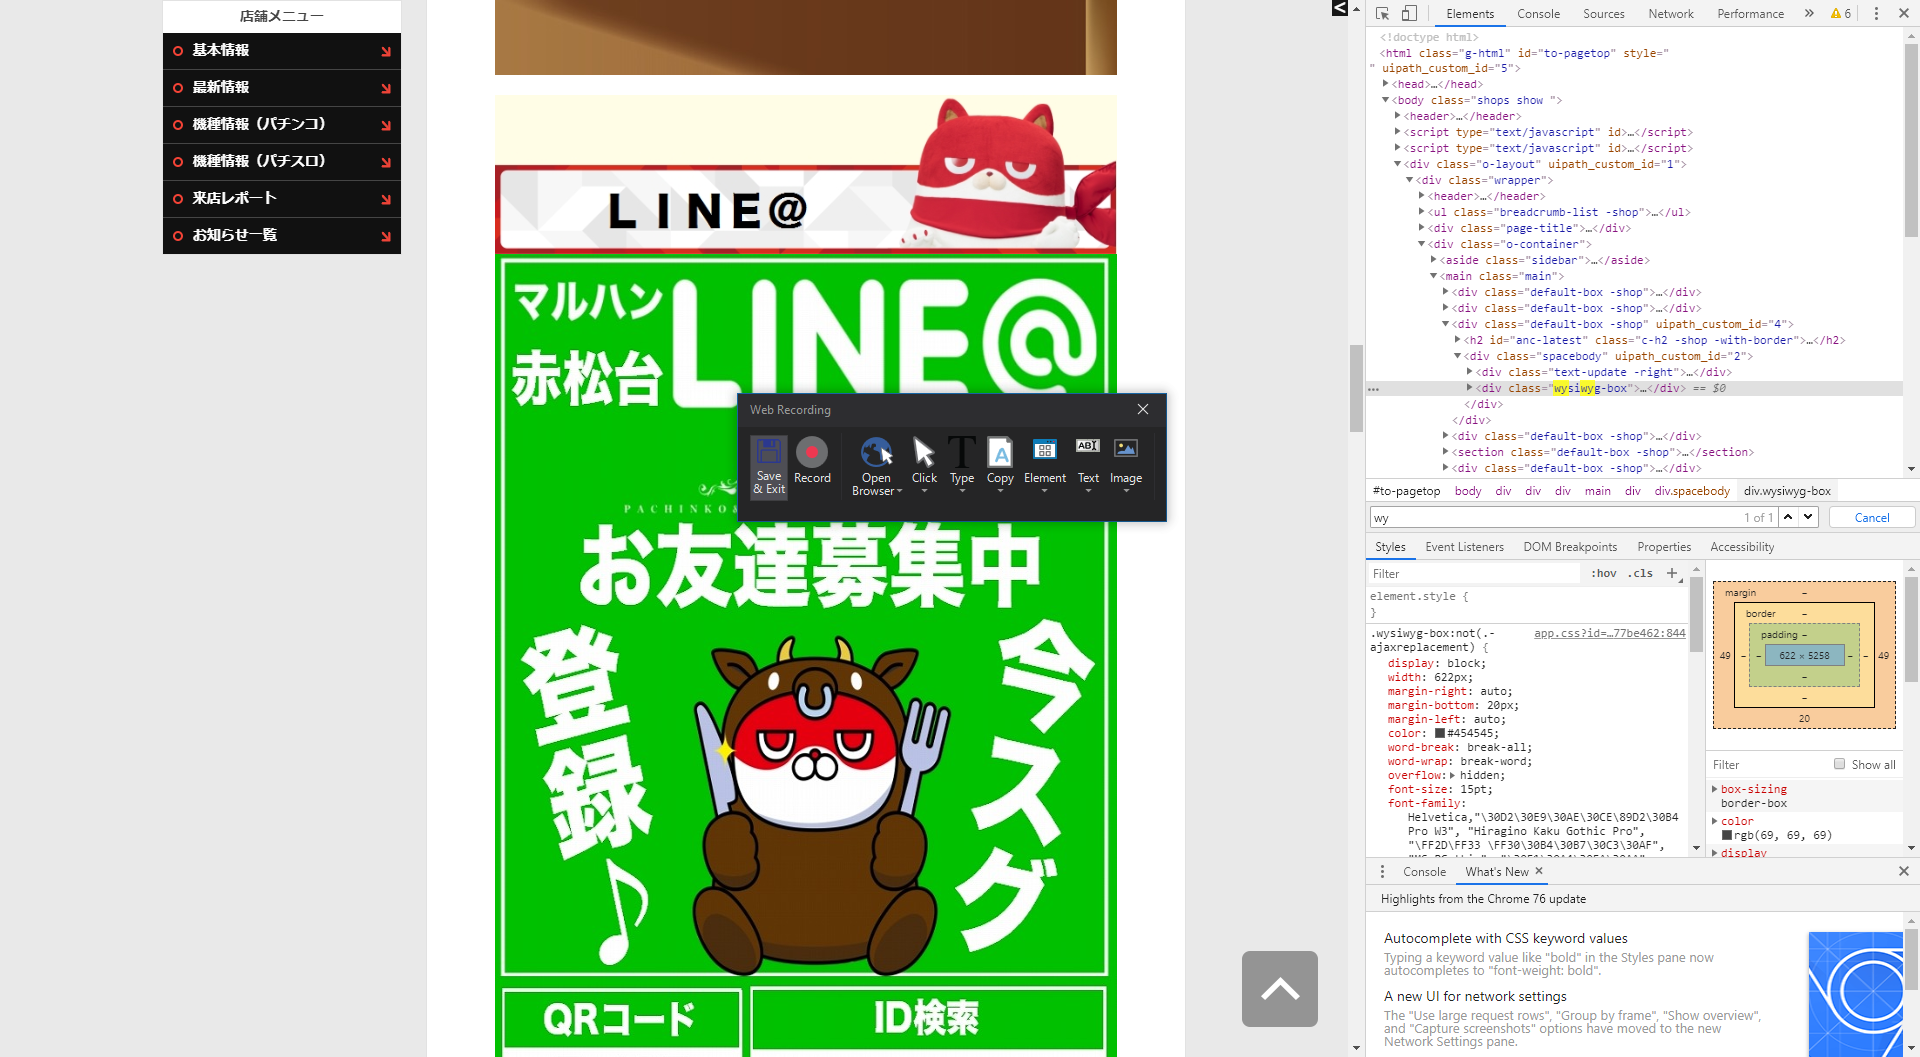 店舗メニュー
基本情報
最新情報
機種情報（パチンコ）
機種情報（パチスロ）
来店レポート
お知らせ一覧
ＬＩＮＥ＠
マルハン
赤松台
LINE@
PACHINKO&
お友達募集中
今スグ
登録♪
QRコード
ID検索
Web Recording
Save & Exit
Record
Open Browser
Click
Type
Copy
Element
Text
Image
Elements Console Sources Network Performance » 6
<!doctype html>
<html class="g-html" id="to-pagetop" style="
" uipath_custom_id="5">
<head>…</head>
<body class="shops show ">
<header>…</header>
<script type="text/javascript" id>…</script>
<script type="text/javascript" id>…</script>
<div class="o-layout" uipath_custom_id="1">
<div class="wrapper">
<header>…</header>
<ul class="breadcrumb-list -shop">…</ul>
<div class="page-title">…</div>
<div class="o-container">
<aside class="sidebar">…</aside>
<main class="main">
<div class="default-box -shop">…</div>
<div class="default-box -shop">…</div>
<div class="default-box -shop" uipath_custom_id="4">
<h2 id="anc-latest" class="c-h2 -shop -with-border">…</h2>
<div class="spacebody" uipath_custom_id="2">
<div class="text-update -right">…</div>
<div class="wysiwyg-box">…</div> == $0
</div>
</div>
<div class="default-box -shop">…</div>
<section class="default-box -shop">…</section>
<div class="default-box -shop">…</div>
#to-pagetop body div div div main div div.spacebody div.wysiwyg-box
wy 1 of 1 Cancel
Styles Event Listeners DOM Breakpoints Properties Accessibility
Filter :hov .cls +
element.style {
}
.wysiwyg-box:not(.- app.css?id=…77be462:844
ajaxreplacement) {
display: block;
width: 622px;
margin-right: auto;
margin-bottom: 20px;
margin-left: auto;
color: #454545;
word-break: break-all;
word-wrap: break-word;
overflow: hidden;
font-size: 15pt;
font-family:
Helvetica,"\30D2\30E9\30AE\30CE\89D2\30B4
Pro W3", "Hiragino Kaku Gothic Pro",
"\FF2D\FF33 \FF30\30B4\30B7\30C3\30AF",
margin –
border –
padding –
49 – – 622 × 5258 – – 49
–
–
20
Filter Show all
box-sizing
border-box
color
rgb(69, 69, 69)
display
Console What's New ×
Highlights from the Chrome 76 update
Autocomplete with CSS keyword values
Typing a keyword value like "bold" in the Styles pane now
autocompletes to "font-weight: bold".
A new UI for network settings
The "Use large request rows", "Group by frame", "Show overview",
and "Capture screenshots" options have moved to the new
Network Settings pane.